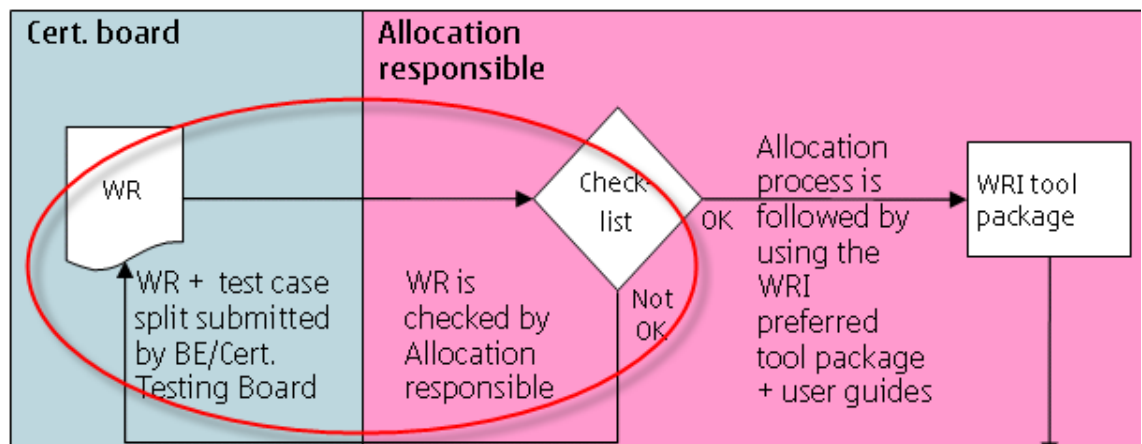 Cert. board
Allocation
responsible
WR
Check-
list
OK
Not
OK
WR +  test case
split submitted
by BE/Cert.
Testing Board
WR is
checked by
Allocation
responsible
Allocation
process is
followed by
using the
WRI
preferred
tool package
+ user guides
WRI tool
package